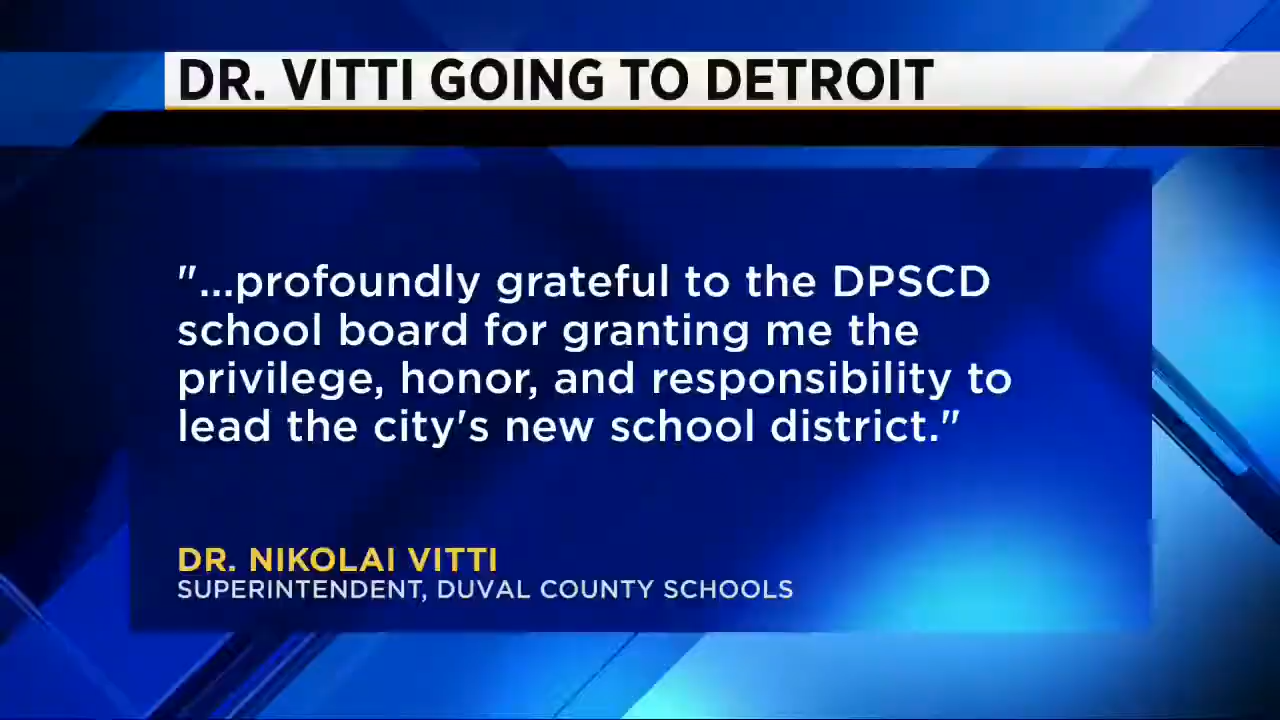 DR. VITTI GOING TO DETROIT
"...profoundly grateful to the DPSCD
school board for granting me the
privilege, honor, and responsibility to
lead the city's new school district."
DR. NIKOLAI VITTI
SUPERINTENDENT, DUVAL COUNTY SCHOOLS